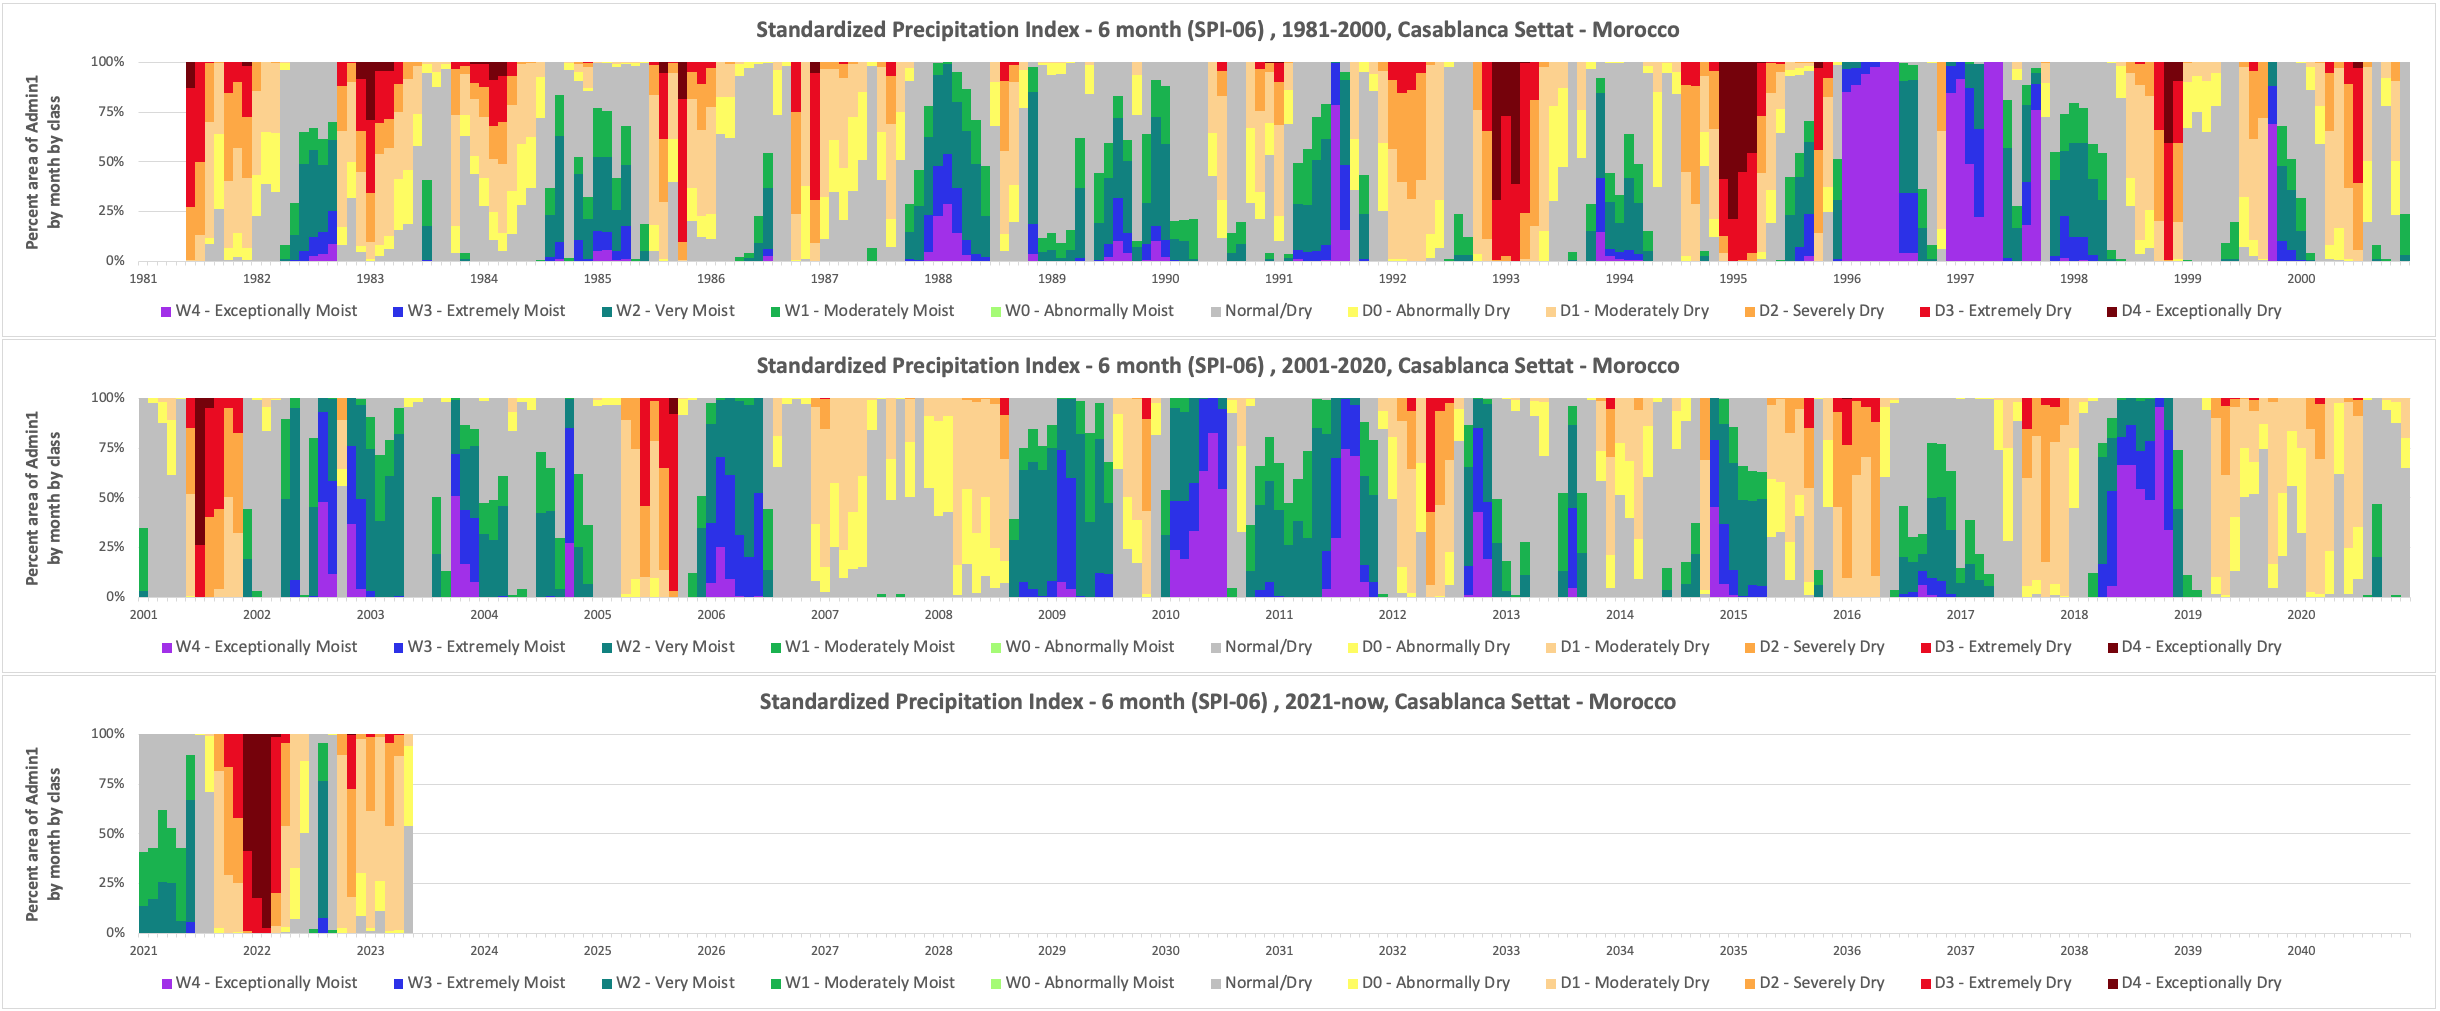 Standardized Precipitation Index - 6 month (SPI-06) , 1981-2000, Casablanca Settat - Morocco
Percent area of Admin1
by month by class
100%
75%
50%
25%
0%
1981 1982 1983 1984 1985 1986 1987 1988 1989 1990 1991 1992 1993 1994 1995 1996 1997 1998 1999 2000
W4 - Exceptionally Moist W3 - Extremely Moist W2 - Very Moist W1 - Moderately Moist W0 - Abnormally Moist Normal/Dry D0 - Abnormally Dry D1 - Moderately Dry D2 - Severely Dry D3 - Extremely Dry D4 - Exceptionally Dry
Standardized Precipitation Index - 6 month (SPI-06) , 2001-2020, Casablanca Settat - Morocco
Percent area of Admin1
by month by class
100%
75%
50%
25%
0%
2001 2002 2003 2004 2005 2006 2007 2008 2009 2010 2011 2012 2013 2014 2015 2016 2017 2018 2019 2020
W4 - Exceptionally Moist W3 - Extremely Moist W2 - Very Moist W1 - Moderately Moist W0 - Abnormally Moist Normal/Dry D0 - Abnormally Dry D1 - Moderately Dry D2 - Severely Dry D3 - Extremely Dry D4 - Exceptionally Dry
Standardized Precipitation Index - 6 month (SPI-06) , 2021-now, Casablanca Settat - Morocco
Percent area of Admin1
by month by class
100%
75%
50%
25%
0%
2021 2022 2023 2024 2025 2026 2027 2028 2029 2030 2031 2032 2033 2034 2035 2036 2037 2038 2039 2040
W4 - Exceptionally Moist W3 - Extremely Moist W2 - Very Moist W1 - Moderately Moist W0 - Abnormally Moist Normal/Dry D0 - Abnormally Dry D1 - Moderately Dry D2 - Severely Dry D3 - Extremely Dry D4 - Exceptionally Dry